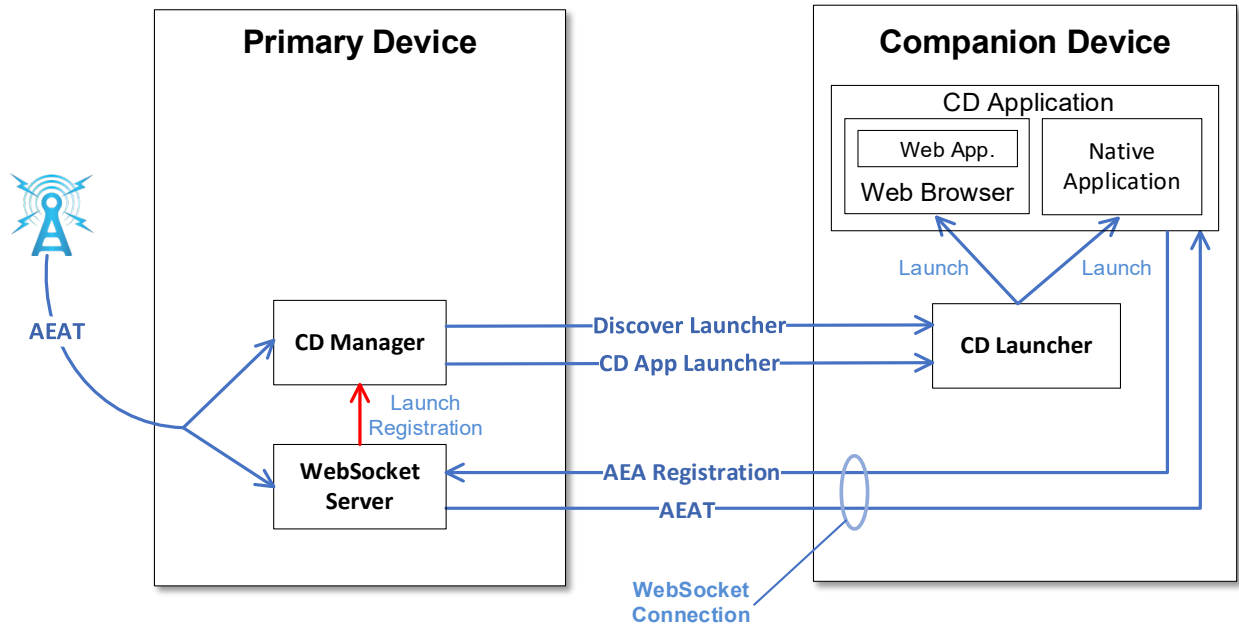 Primary Device
Companion Device
CD Application
Web App.
Web Browser
Native
Application
Launch
Launch
AEAT
CD Manager
Discover Launcher
CD App Launcher
CD Launcher
Launch
Registration
WebSocket
Server
AEA Registration
AEAT
WebSocket
Connection